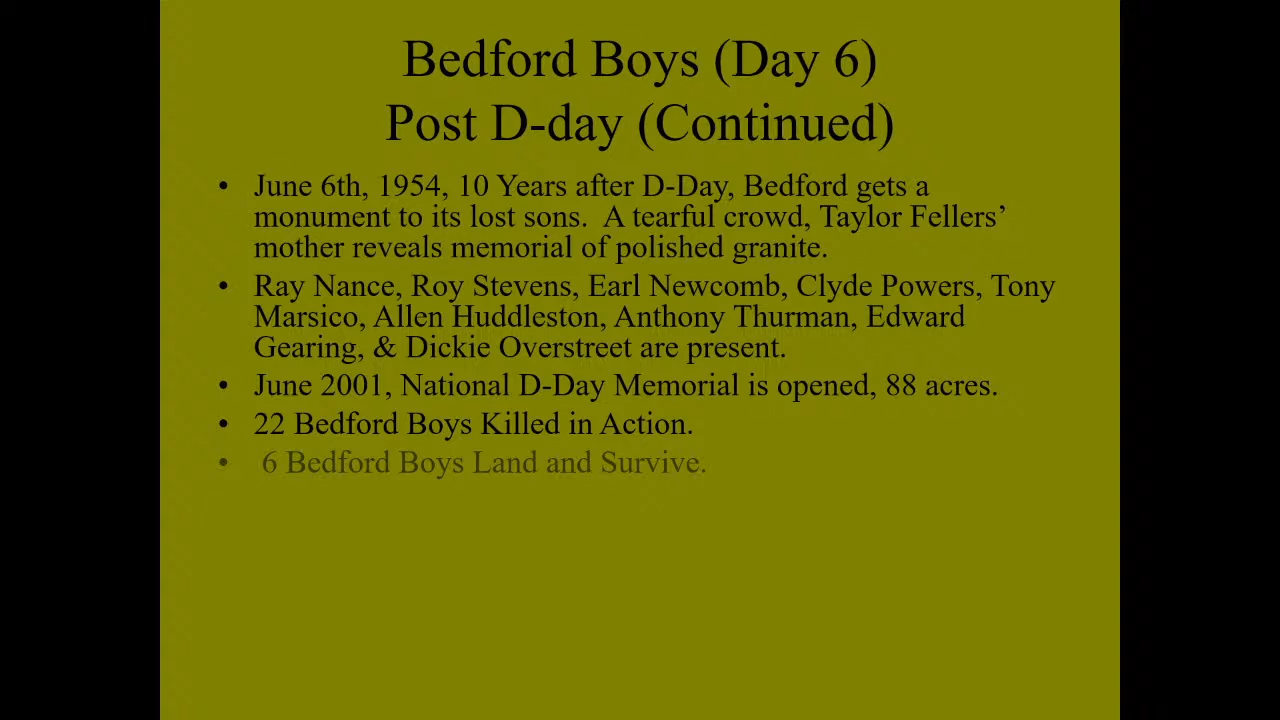 Bedford Boys (Day 6)
Post D-day (Continued)
• June 6th, 1954, 10 Years after D-Day, Bedford gets a
monument to its lost sons.  A tearful crowd, Taylor Fellers’
mother reveals memorial of polished granite.
• Ray Nance, Roy Stevens, Earl Newcomb, Clyde Powers, Tony
Marsico, Allen Huddleston, Anthony Thurman, Edward
Gearing, & Dickie Overstreet are present.
• June 2001, National D-Day Memorial is opened, 88 acres.
• 22 Bedford Boys Killed in Action.
•  6 Bedford Boys Land and Survive.